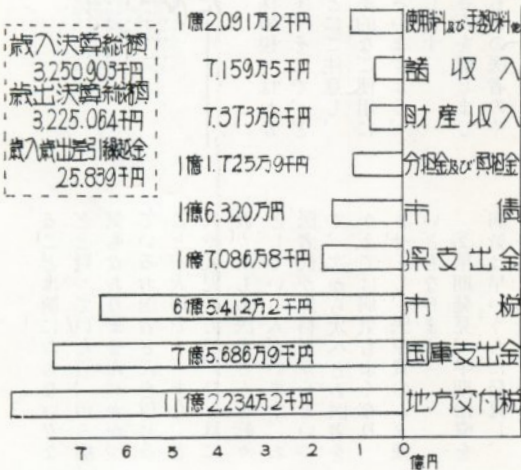 歳入決算総額
3,250.903千円
歳出決算総額
3,225.064千円
歳入歳出差引繰越金
25.839千円
1億2.091万2千円 使用料及び手数料
7.159万5千円 諸収入
7.373万6千円 財産収入
1億1.725万9千円 分担金及び負担金
1億6.320万円 市債
1億7.086万8千円 県支出金
6億5.412万2千円 市税
7億5.686万9千円 国庫支出金
11億2.234万2千円 地方交付税
7 6 5 4 3 2 1 0
億円